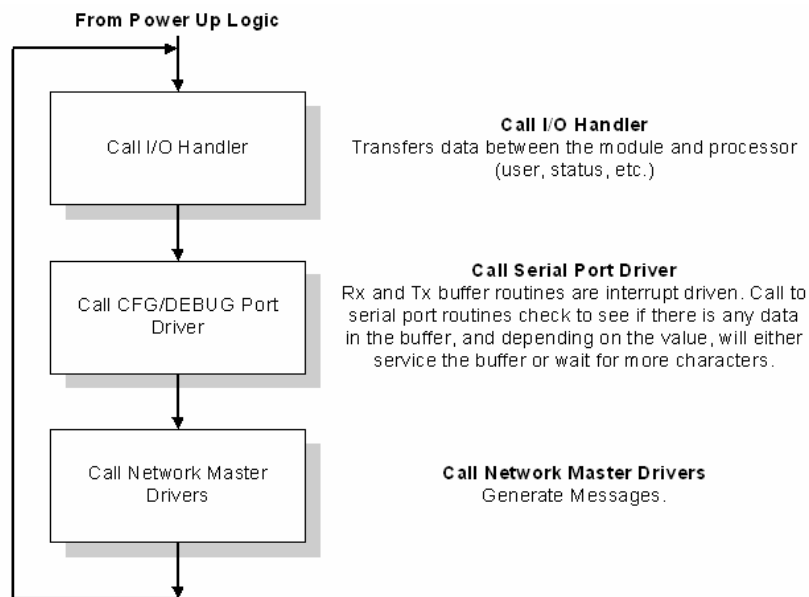 From Power Up Logic
Call I/O Handler
Call I/O Handler
Transfers data between the module and processor
(user, status, etc.)
Call CFG/DEBUG Port
Driver
Call Serial Port Driver
Rx and Tx buffer routines are interrupt driven. Call to
serial port routines check to see if there is any data
in the buffer, and depending on the value, will either
service the buffer or wait for more characters.
Call Network Master
Drivers
Call Network Master Drivers
Generate Messages.